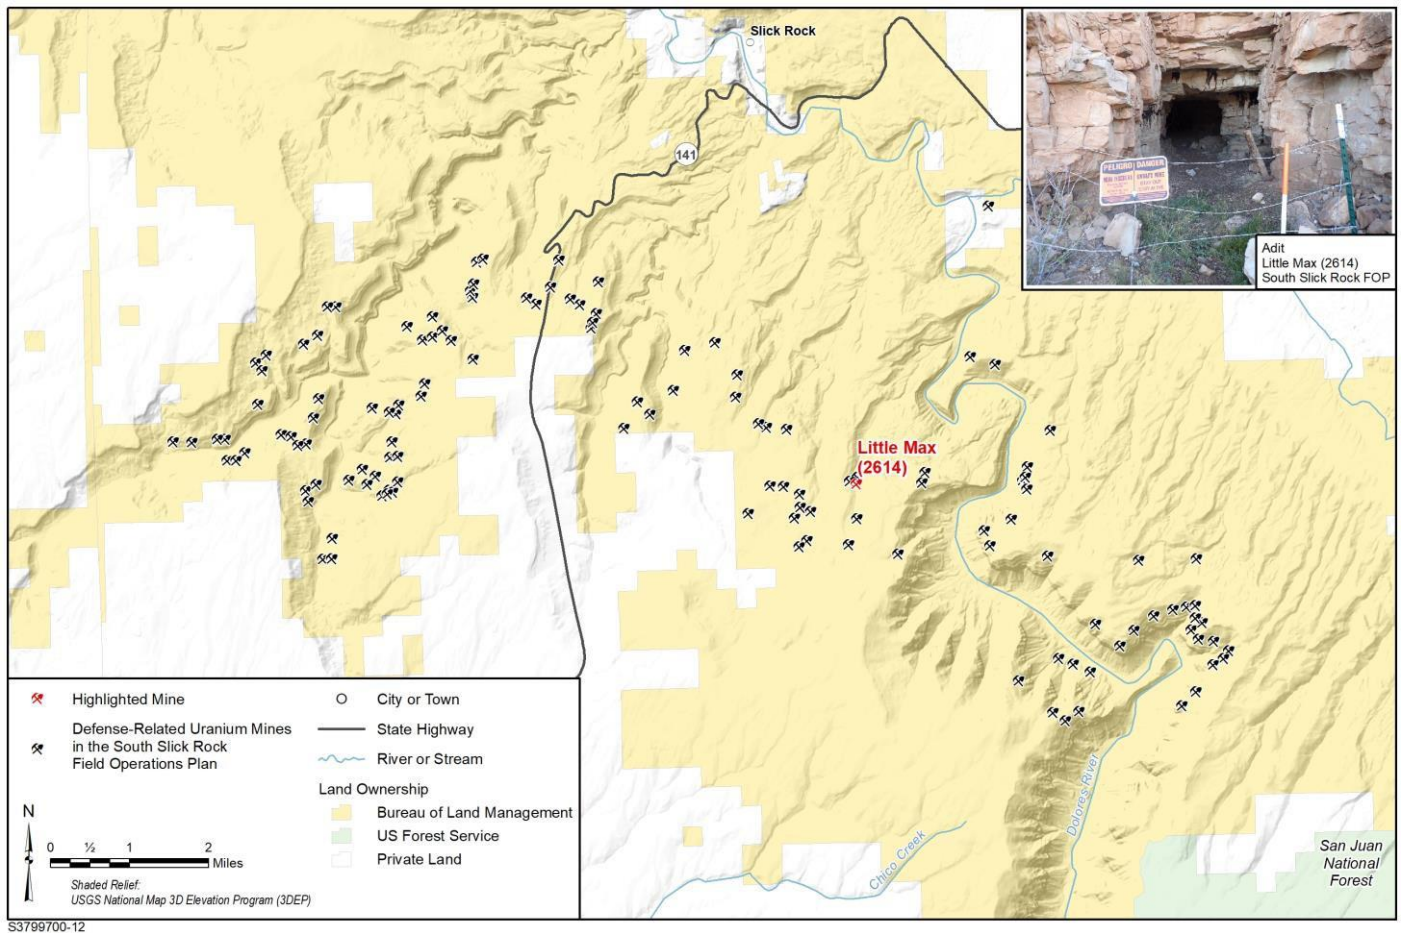 Slick Rock
141
PELIGRO DANGER
Adit
Little Max (2614)
South Slick Rock FOP
Little Max
(2614)
Highlighted Mine
Defense-Related Uranium Mines
in the South Slick Rock
Field Operations Plan
City or Town
State Highway
River or Stream
Land Ownership
Bureau of Land Management
US Forest Service
Private Land
N
0 ½ 1 2
Miles
Shaded Relief:
USGS National Map 3D Elevation Program (3DEP)
Dolores River
Chico Creek
San Juan
National
Forest
S3799700-12